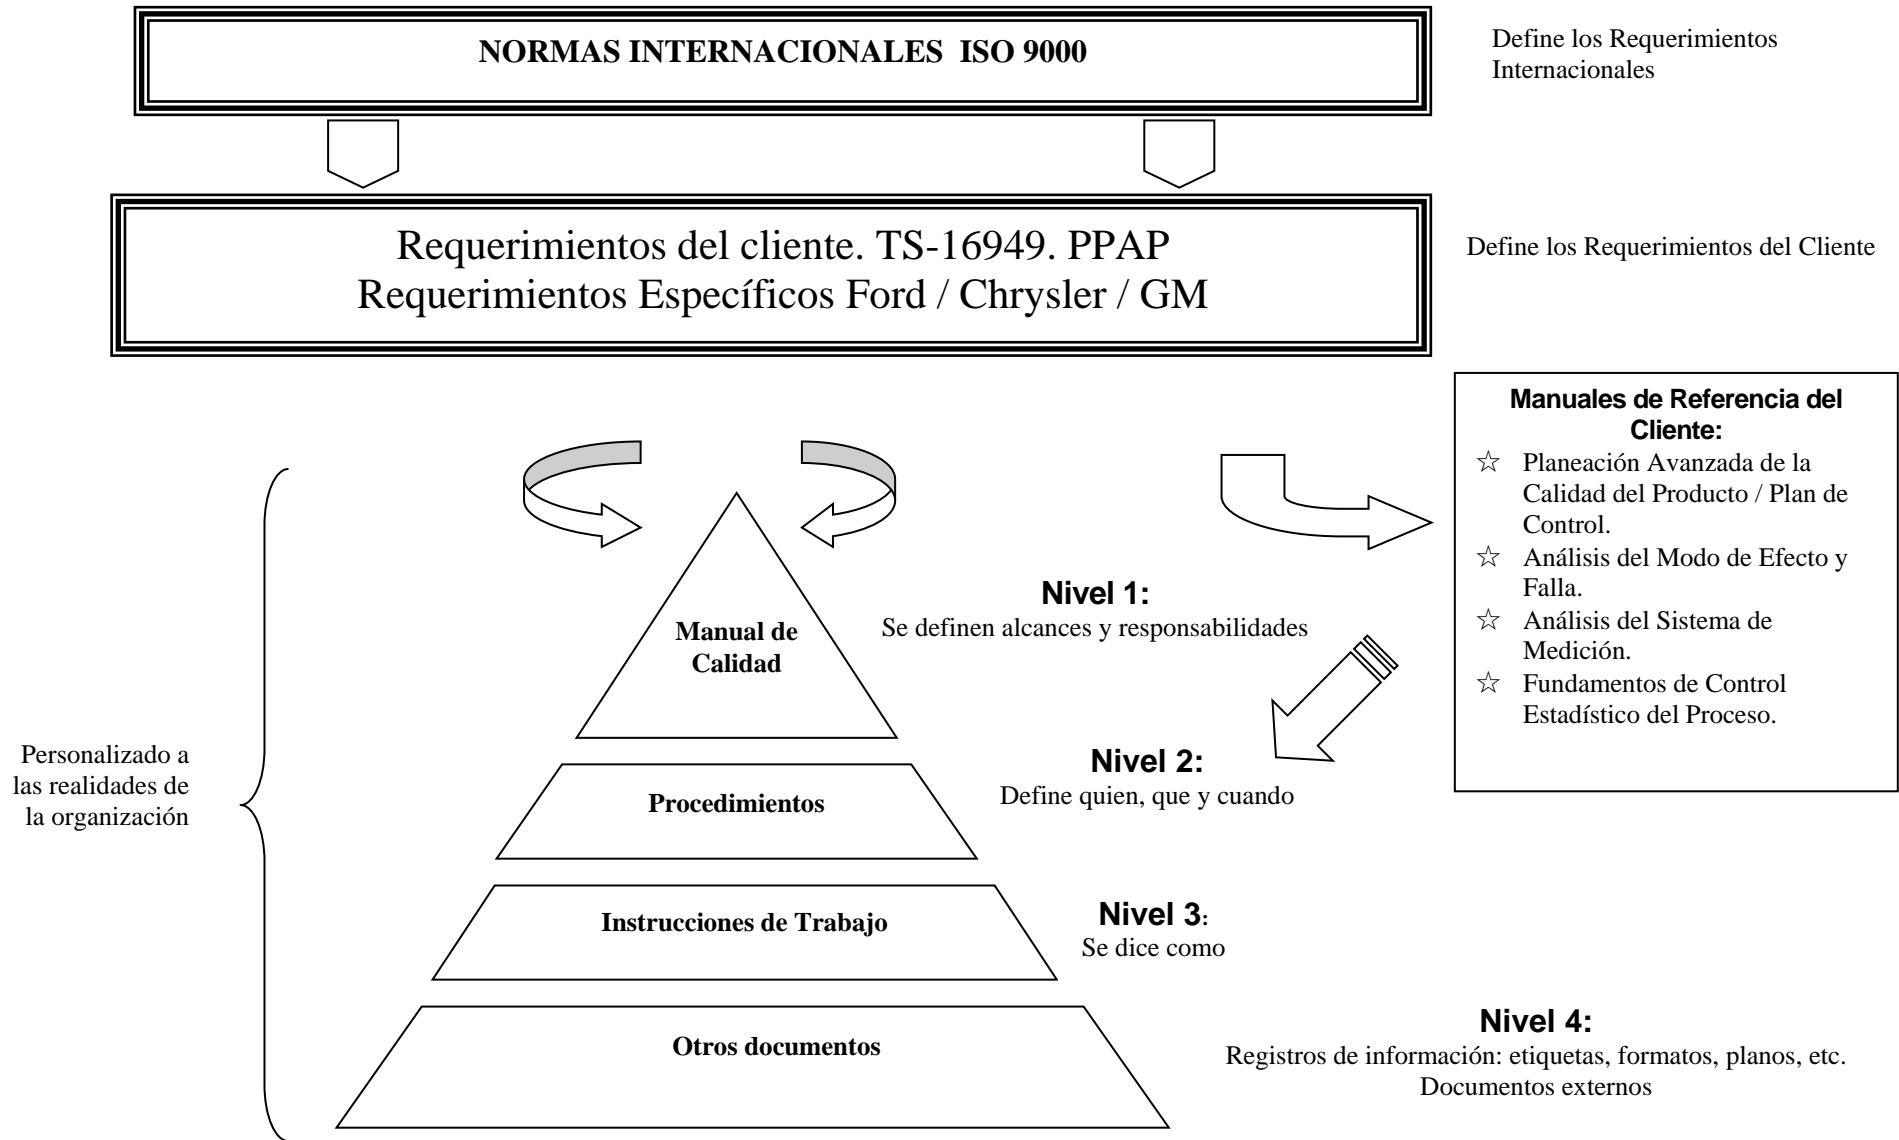 NORMAS INTERNACIONALES  ISO 9000
Define los Requerimientos
Internacionales
Requerimientos del cliente. TS-16949. PPAP
Requerimientos Específicos Ford / Chrysler / GM
Define los Requerimientos del Cliente
Manuales de Referencia del
Cliente:
☆ Planeación Avanzada de la
Calidad del Producto / Plan de
Control.
☆ Análisis del Modo de Efecto y
Falla.
☆ Análisis del Sistema de
Medición.
☆ Fundamentos de Control
Estadístico del Proceso.
Personalizado a
las realidades de
la organización
Manual de
Calidad
Nivel 1:
Se definen alcances y responsabilidades
Procedimientos
Nivel 2:
Define quien, que y cuando
Instrucciones de Trabajo
Nivel 3:
Se dice como
Otros documentos
Nivel 4:
Registros de información: etiquetas, formatos, planos, etc.
Documentos externos